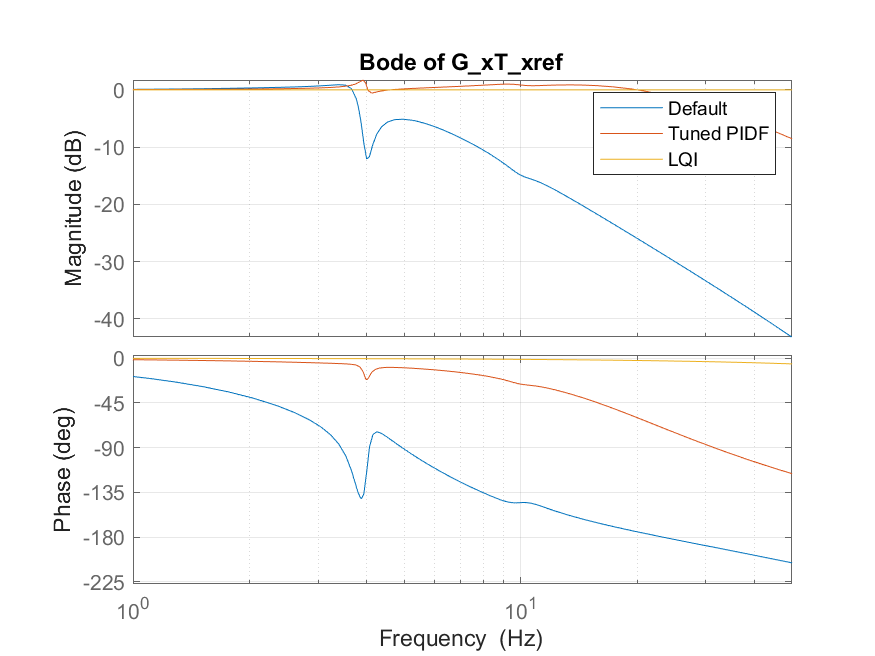 Bode of G_xT_xref
Magnitude (dB)
0
-10
-20
-30
-40
Default
Tuned PIDF
LQI
Phase (deg)
0
-45
-90
-135
-180
-225
10^0
10^1
Frequency (Hz)